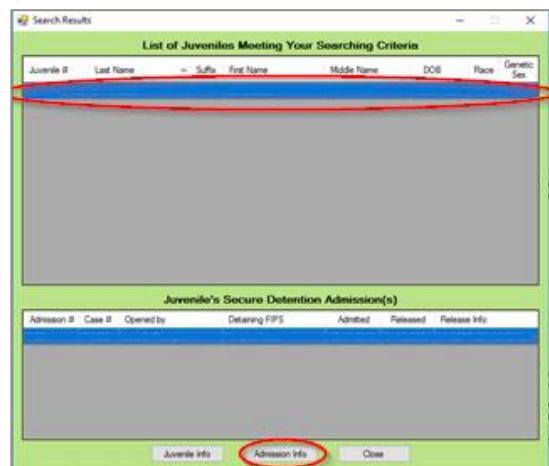 Search Results
List of Juveniles Meeting Your Searching Criteria
Juvenile # Last Name Suffix First Name Middle Name DOB Race Genetic Sex
Juvenile's Secure Detention Admission(s)
Admission # Case # Opened by Detaining FIPS Admitted Released Release Info
Juvenile Info Admission Info Close